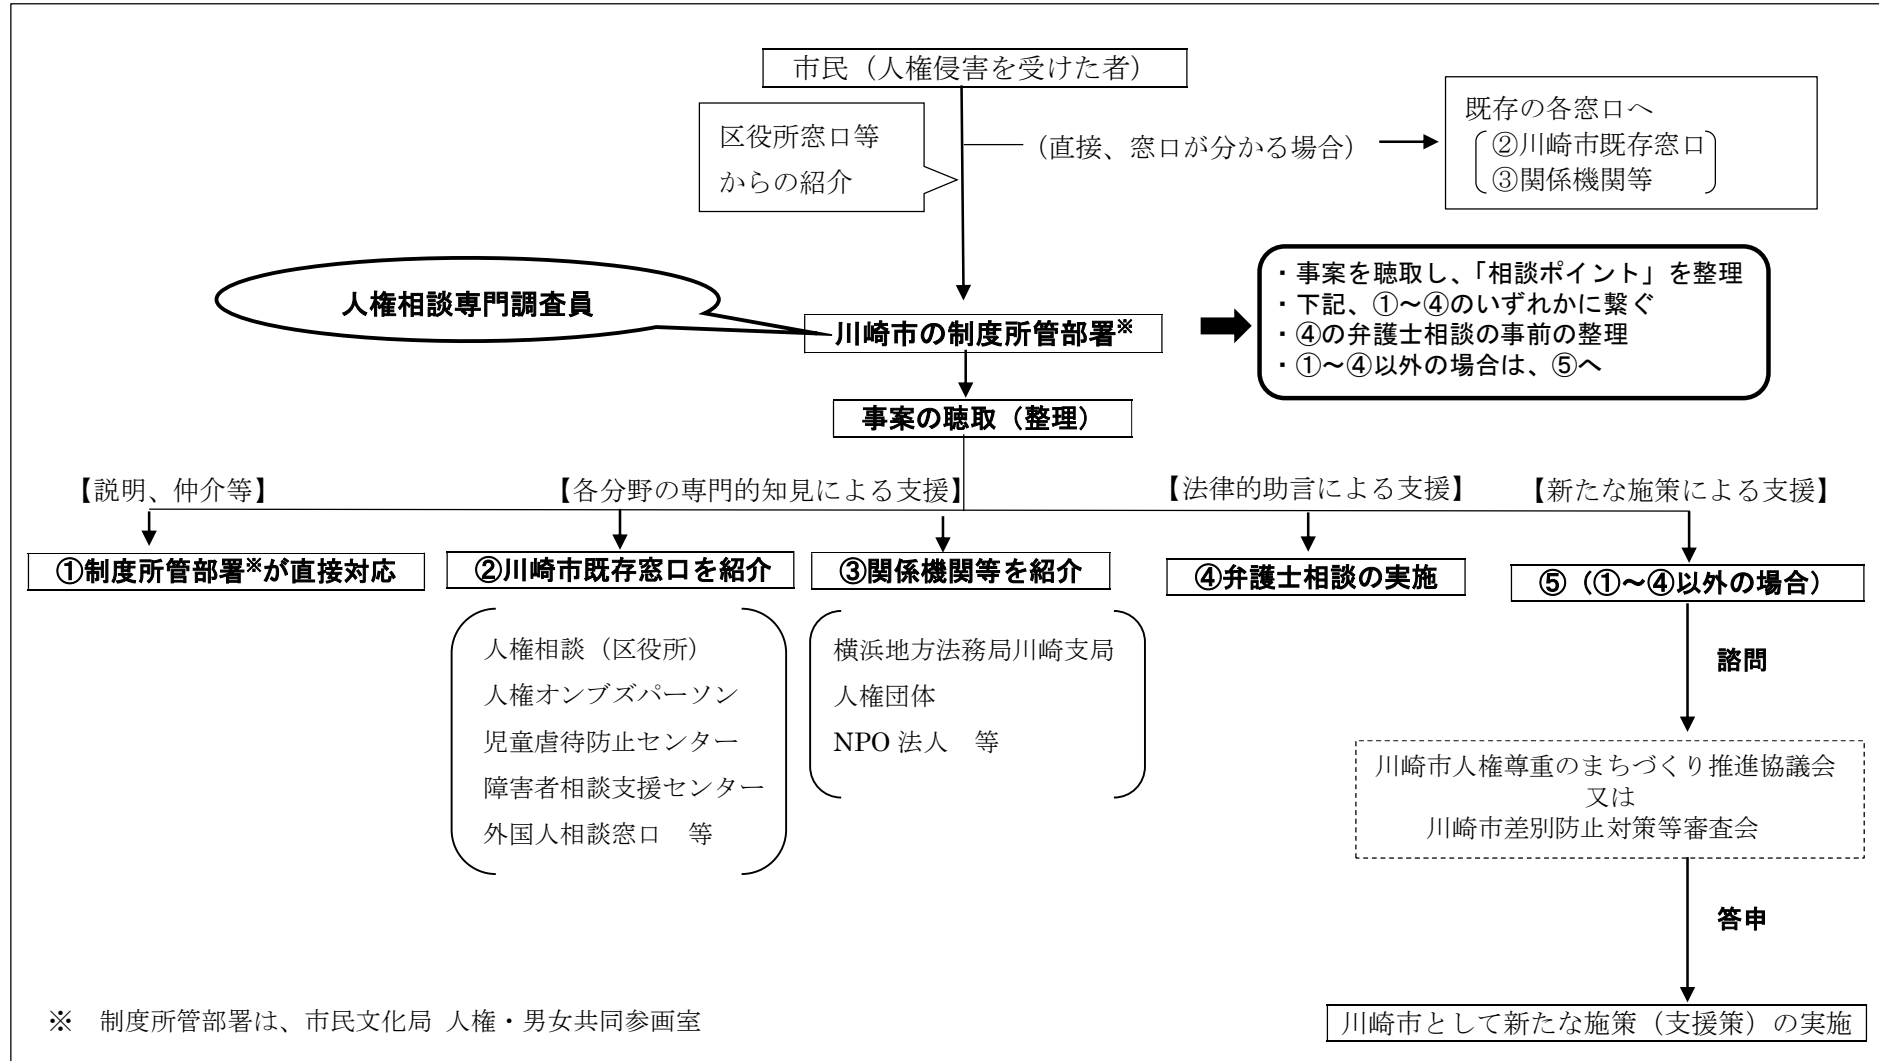 市民（人権侵害を受けた者）
区役所窓口等
からの紹介
（直接、窓口が分かる場合）
既存の各窓口へ
②川崎市既存窓口
③関係機関等
人権相談専門調査員
川崎市の制度所管部署※
・事案を聴取し、「相談ポイント」を整理
・下記、①～④のいずれかに繋ぐ
・④の弁護士相談の事前の整理
・①～④以外の場合は、⑤へ
事案の聴取（整理）
【説明、仲介等】
【各分野の専門的知見による支援】
【法律的助言による支援】
【新たな施策による支援】
①制度所管部署※が直接対応
②川崎市既存窓口を紹介
③関係機関等を紹介
④弁護士相談の実施
⑤（①～④以外の場合）
人権相談（区役所）
人権オンブズパーソン
児童虐待防止センター
障害者相談支援センター
外国人相談窓口　等
横浜地方法務局川崎支局
人権団体
NPO 法人　等
諮問
川崎市人権尊重のまちづくり推進協議会
又は
川崎市差別防止対策等審査会
答申
川崎市として新たな施策（支援策）の実施
※　制度所管部署は、市民文化局 人権・男女共同参画室